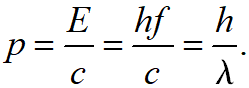 p = E/c = hf/c = h/λ.